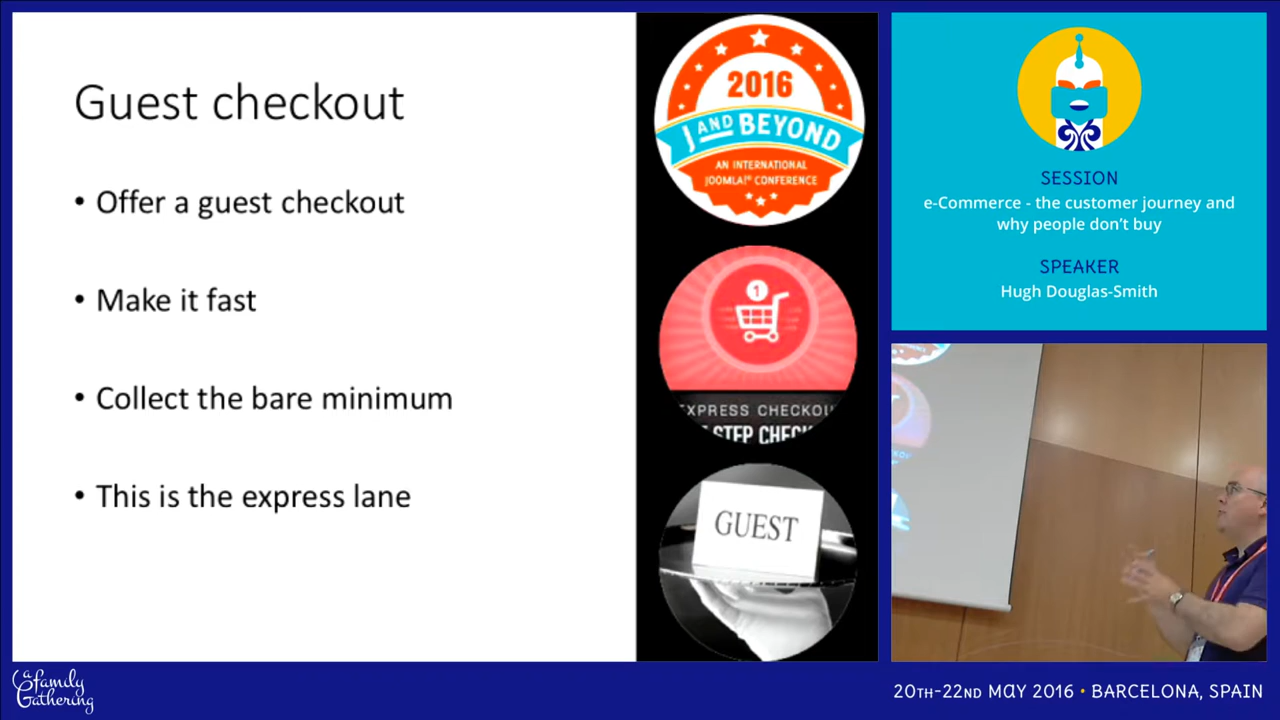 Guest checkout
• Offer a guest checkout
• Make it fast
• Collect the bare minimum
• This is the express lane
2016
J AND BEYOND
AN INTERNATIONAL
JOOMLA!® CONFERENCE
1
EXPRESS CHECKOU
STEP CHECK
GUEST
SESSION
e-Commerce - the customer journey and
why people don't buy
SPEAKER
Hugh Douglas-Smith
a family
Gathering
20TH-22ND MAY 2016 • BARCELONA, SPAIN